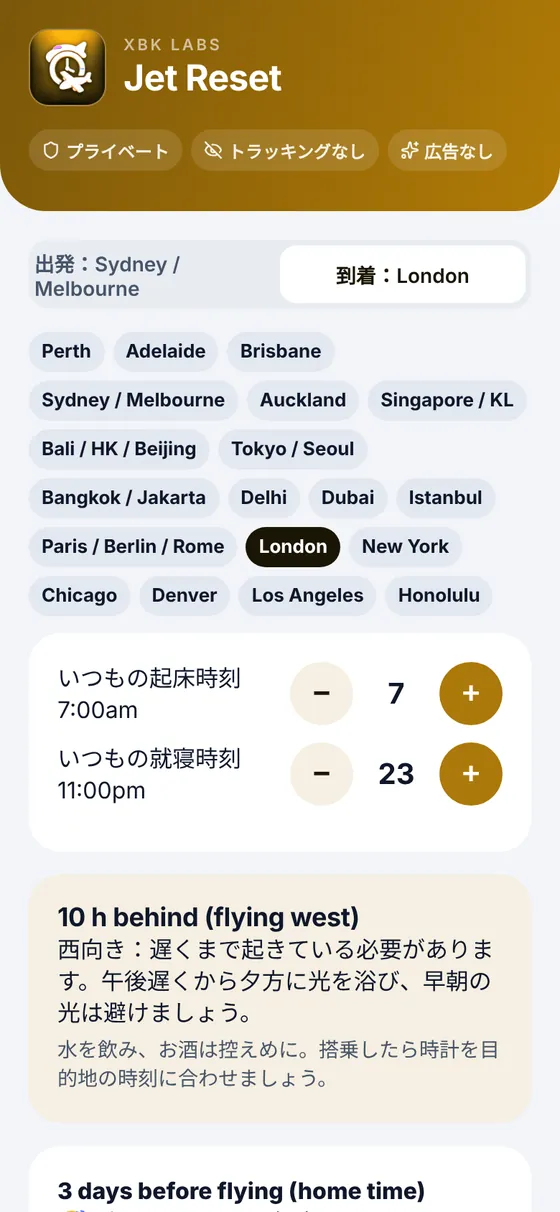 XBK LABS
Jet Reset
プライベート トラッキングなし 広告なし
出発：Sydney /
Melbourne
到着：London
Perth Adelaide Brisbane
Sydney / Melbourne Auckland Singapore / KL
Bali / HK / Beijing Tokyo / Seoul
Bangkok / Jakarta Delhi Dubai Istanbul
Paris / Berlin / Rome London New York
Chicago Denver Los Angeles Honolulu
いつもの起床時刻
7:00am
− 7 +
いつもの就寝時刻
11:00pm
− 23 +
10 h behind (flying west)
西向き：遅くまで起きている必要がありま
す。午後遅くから夕方に光を浴び、早朝の
光は避けましょう。
水を飲み、お酒は控えめに。搭乗したら時計を目
的地の時刻に合わせましょう。
3 days before flying (home time)